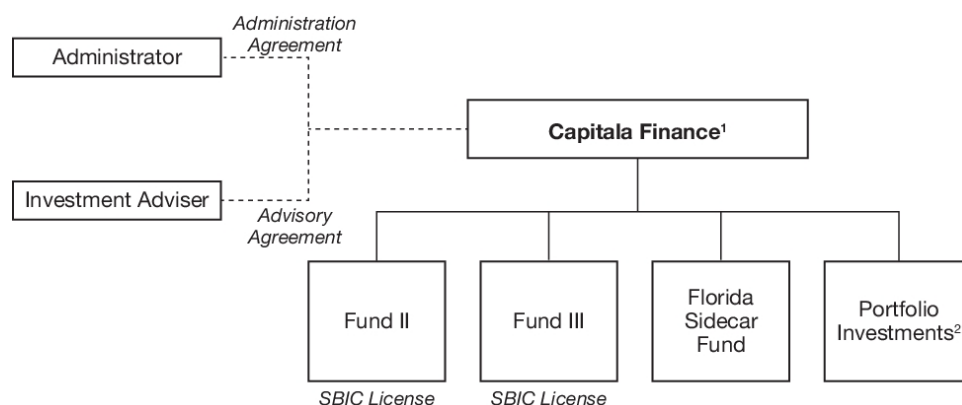 Administration
Agreement
Administrator
Capitala Finance¹
Investment Adviser
Advisory
Agreement
Fund II
Fund III
Florida
Sidecar
Fund
Portfolio
Investments²
SBIC License
SBIC License